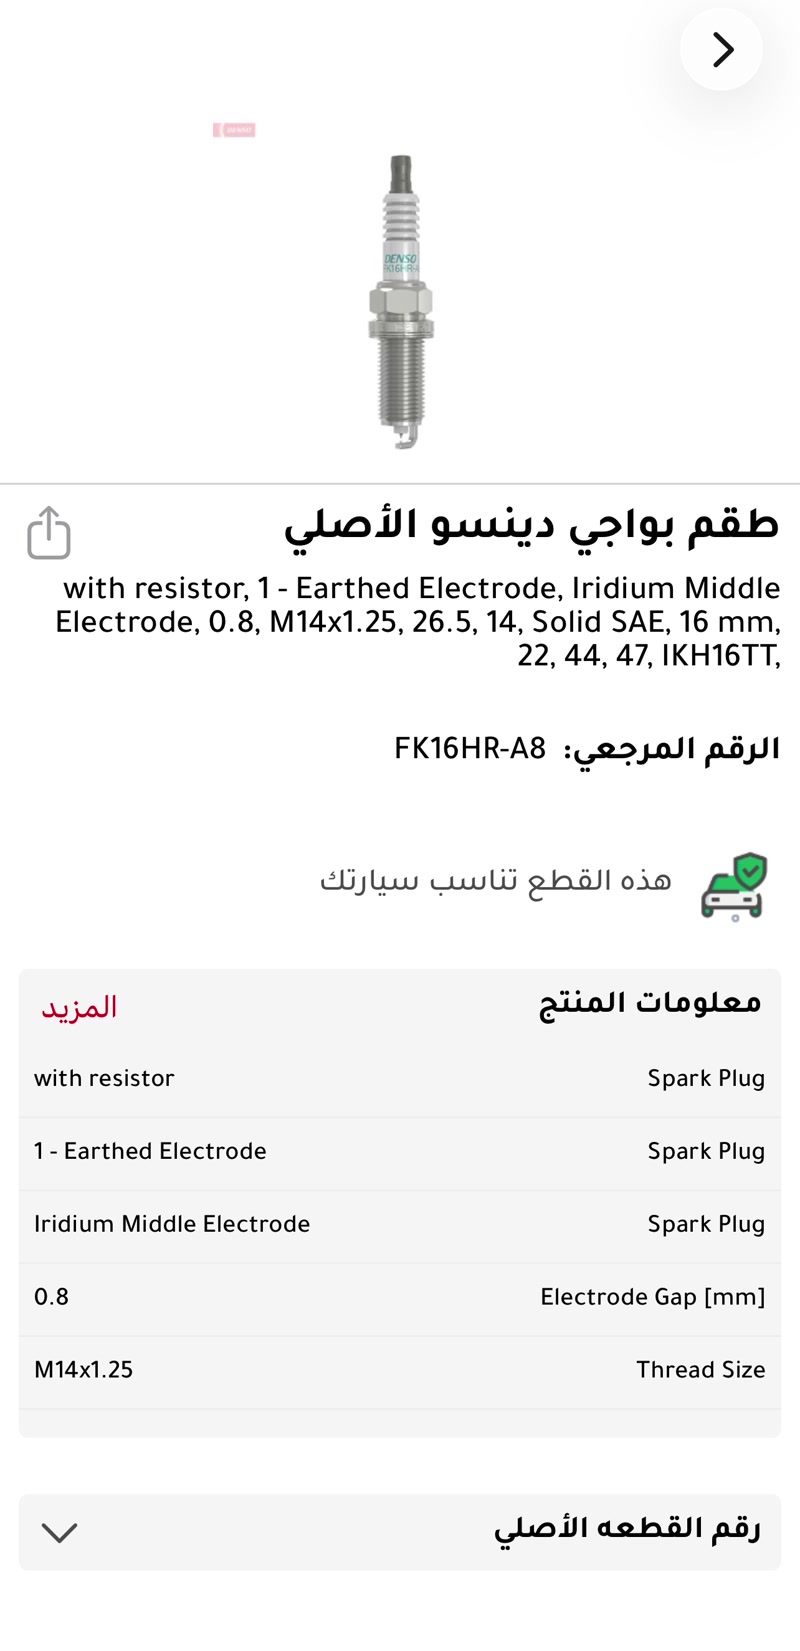 DENSO
DENSO
FK16HR-A
طقم بواجي دينسو الأصلي
with resistor, 1 - Earthed Electrode, Iridium Middle
Electrode, 0.8, M14x1.25, 26.5, 14, Solid SAE, 16 mm,
22, 44, 47, IKH16TT,
الرقم المرجعي: FK16HR-A8
هذه القطع تناسب سيارتك
معلومات المنتج المزيد
Spark Plug with resistor
Spark Plug 1 - Earthed Electrode
Spark Plug Iridium Middle Electrode
Electrode Gap [mm] 0.8
Thread Size M14x1.25
رقم القطعه الأصلي